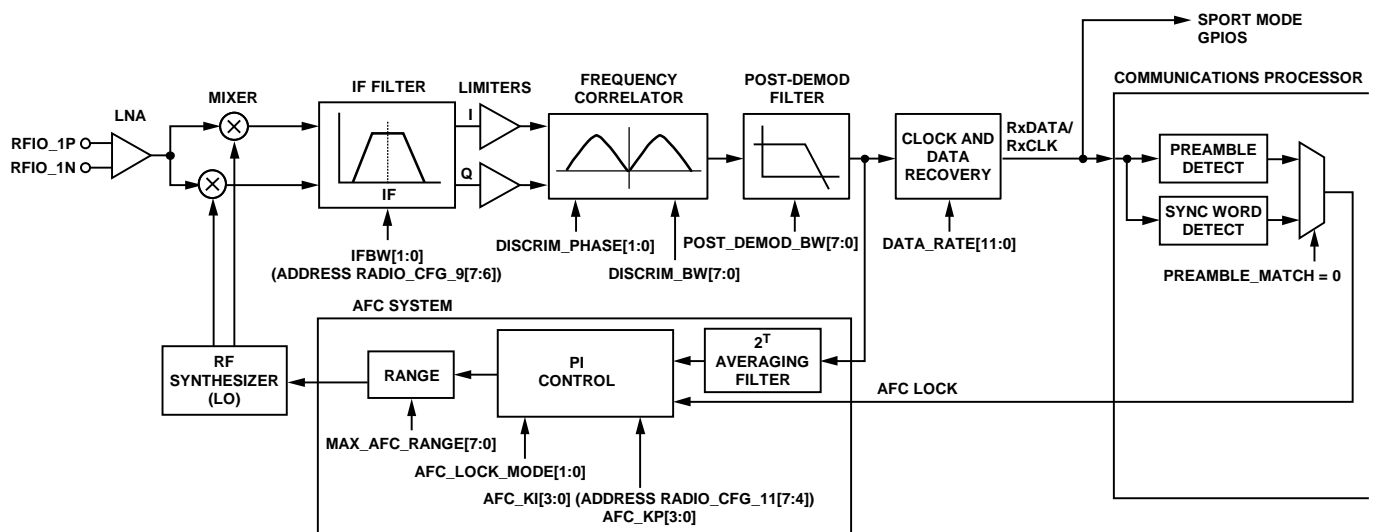 SPORT MODE
GPIOS
COMMUNICATIONS PROCESSOR
MIXER
LNA
IF FILTER
LIMITERS
FREQUENCY
CORRELATOR
POST-DEMOD
FILTER
RFIO_1P
RFIO_1N
I
Q
IF
CLOCK AND
DATA
RECOVERY
RxDATA/
RxCLK
PREAMBLE
DETECT
SYNC WORD
DETECT
IFBW[1:0]
(ADDRESS RADIO_CFG_9[7:6])
DISCRIM_PHASE[1:0]
DISCRIM_BW[7:0]
POST_DEMOD_BW[7:0]
DATA_RATE[11:0]
PREAMBLE_MATCH = 0
AFC SYSTEM
RF
SYNTHESIZER
(LO)
RANGE
PI
CONTROL
2T
AVERAGING
FILTER
AFC LOCK
MAX_AFC_RANGE[7:0]
AFC_LOCK_MODE[1:0]
AFC_KI[3:0] (ADDRESS RADIO_CFG_11[7:4])
AFC_KP[3:0]